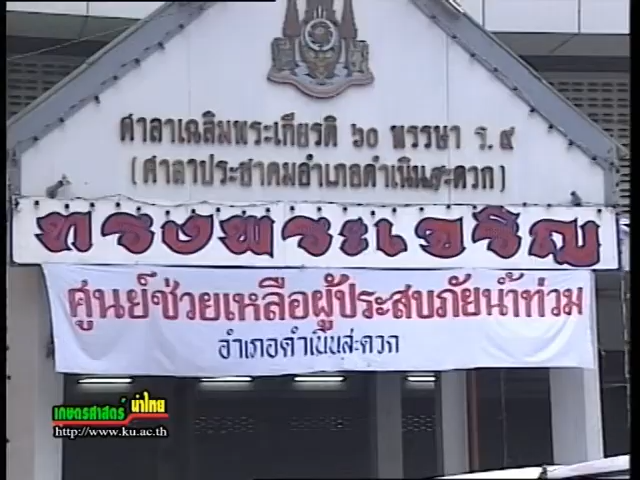 ศาลาเฉลิมพระเกียรติ ๖๐ พรรษา ร.๙
(ศาลาประชาคมอำเภอดำเนินสะดวก)
ทรงพระเจริญ
ศูนย์ช่วยเหลือผู้ประสบภัยน้ำท่วม
อำเภอดำเนินสะดวก
เกษตรศาสตร์ นำไทย
http://www.ku.ac.th